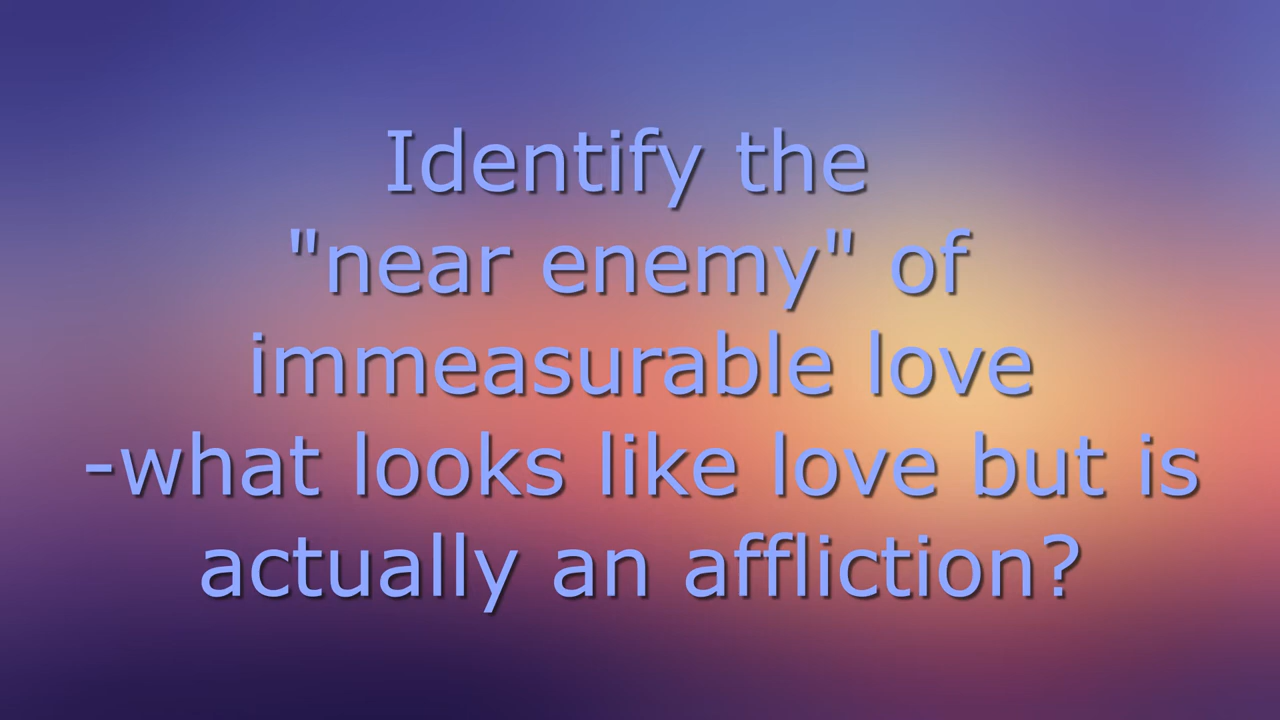 Identify the
"near enemy" of
immeasurable love
-what looks like love but is
actually an affliction?